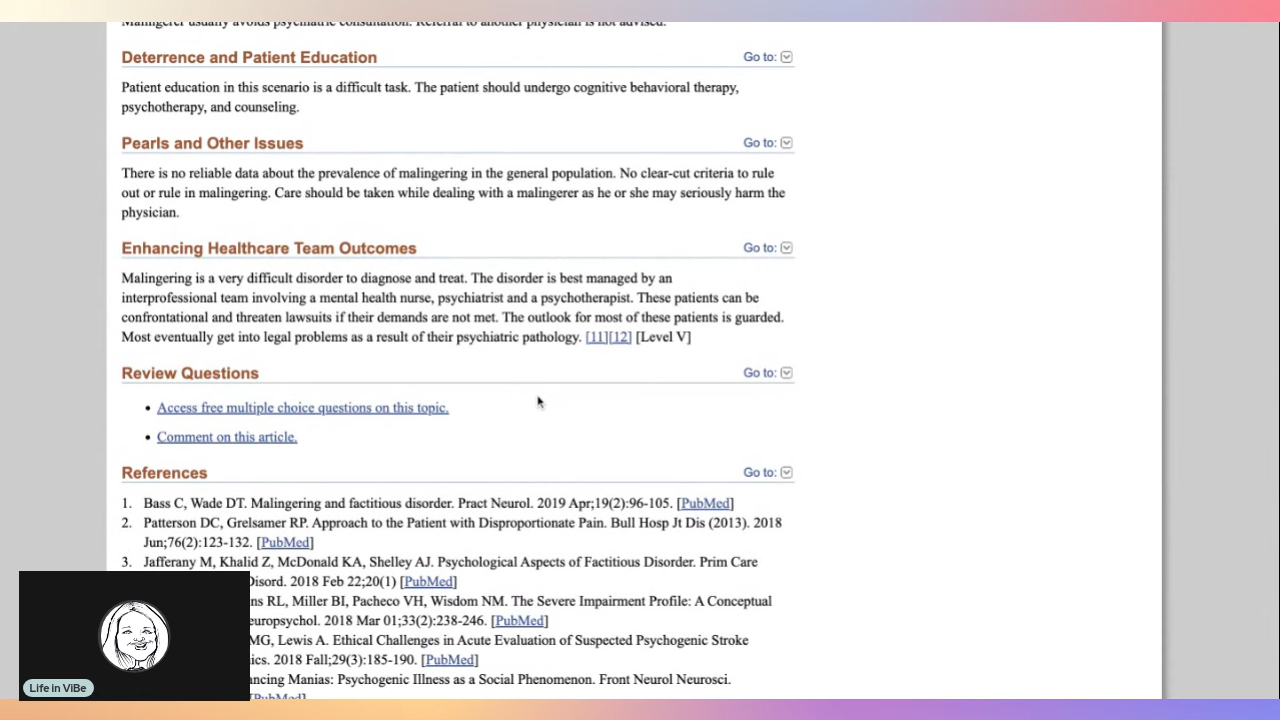 Malingerer usually avoids psychiatric consultation. Referral to another physician is not advised.
Deterrence and Patient Education
Go to:
Patient education in this scenario is a difficult task. The patient should undergo cognitive behavioral therapy,
psychotherapy, and counseling.
Pearls and Other Issues
Go to:
There is no reliable data about the prevalence of malingering in the general population. No clear-cut criteria to rule
out or rule in malingering. Care should be taken while dealing with a malingerer as he or she may seriously harm the
physician.
Enhancing Healthcare Team Outcomes
Go to:
Malingering is a very difficult disorder to diagnose and treat. The disorder is best managed by an
interprofessional team involving a mental health nurse, psychiatrist and a psychotherapist. These patients can be
confrontational and threaten lawsuits if their demands are not met. The outlook for most of these patients is guarded.
Most eventually get into legal problems as a result of their psychiatric pathology. [11][12] [Level V]
Review Questions
Go to:
• Access free multiple choice questions on this topic.
• Comment on this article.
References
Go to:
1. Bass C, Wade DT. Malingering and factitious disorder. Pract Neurol. 2019 Apr;19(2):96-105. [PubMed]
2. Patterson DC, Grelsamer RP. Approach to the Patient with Disproportionate Pain. Bull Hosp Jt Dis (2013). 2018
Jun;76(2):123-132. [PubMed]
3. Jafferany M, Khalid Z, McDonald KA, Shelley AJ. Psychological Aspects of Factitious Disorder. Prim Care
Disord. 2018 Feb 22;20(1) [PubMed]
RL, Miller BI, Pacheco VH, Wisdom NM. The Severe Impairment Profile: A Conceptual
2018 Mar 01;33(2):238-246. [PubMed]
MG, Lewis A. Ethical Challenges in Acute Evaluation of Suspected Psychogenic Stroke
2018 Fall;29(3):185-190. [PubMed]
Manias: Psychogenic Illness as a Social Phenomenon. Front Neurol Neurosci.
[PubMed]
Life in ViBe